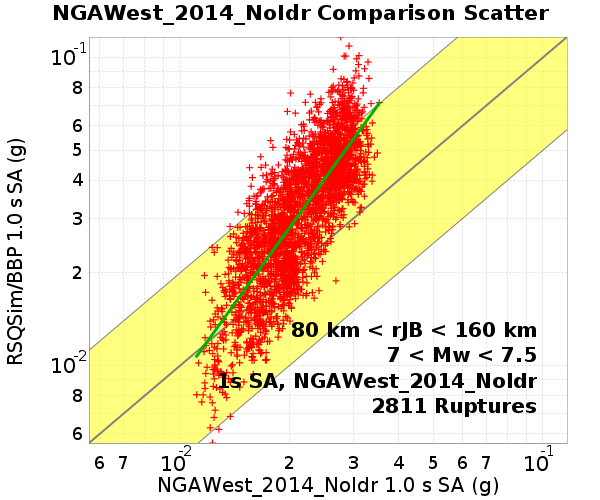 NGAWest_2014_NoIdr Comparison Scatter
RSQSim/BBP 1.0 s SA (g)
10⁻¹
8
6
5
4
3
2
10⁻²
8
6
80 km < rJB < 160 km
7 < Mw < 7.5
1s SA, NGAWest_2014_NoIdr
2811 Ruptures
6 7 10⁻² 2 3 4 5 6 7 8 10⁻¹
NGAWest_2014_NoIdr 1.0 s SA (g)